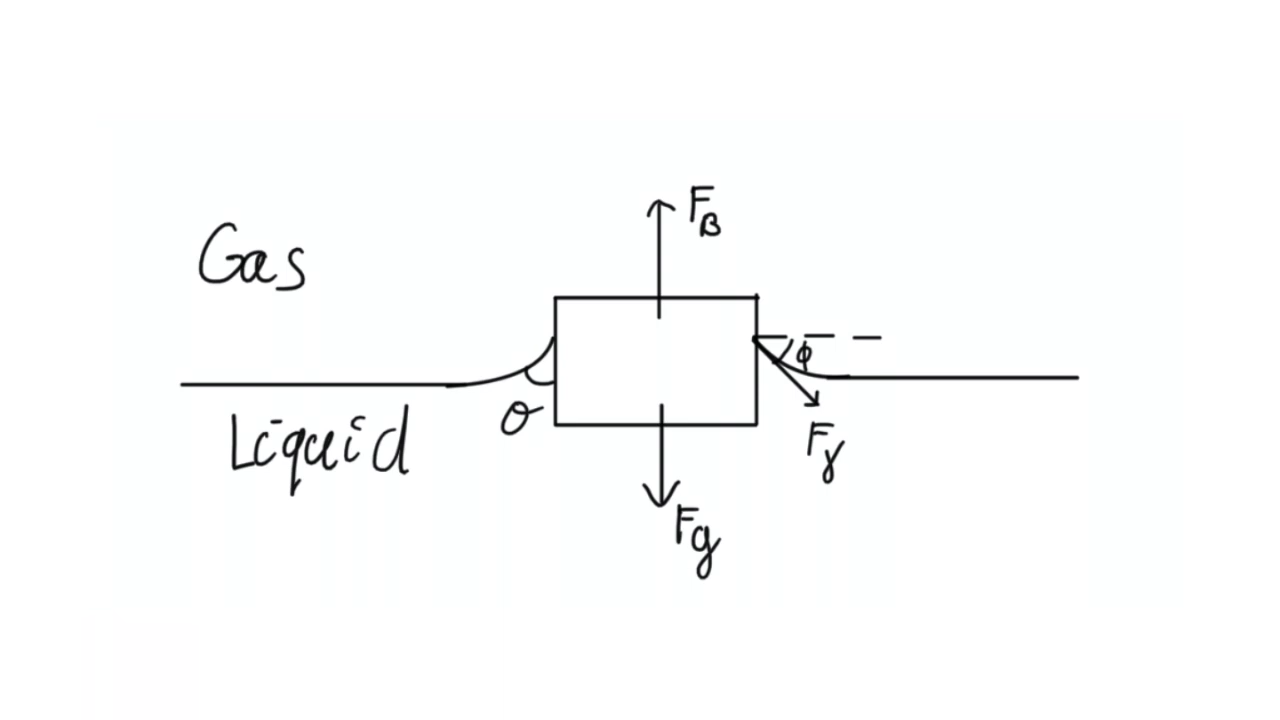 F_B
Gas
φ
θ
Liquid
F_γ
F_g